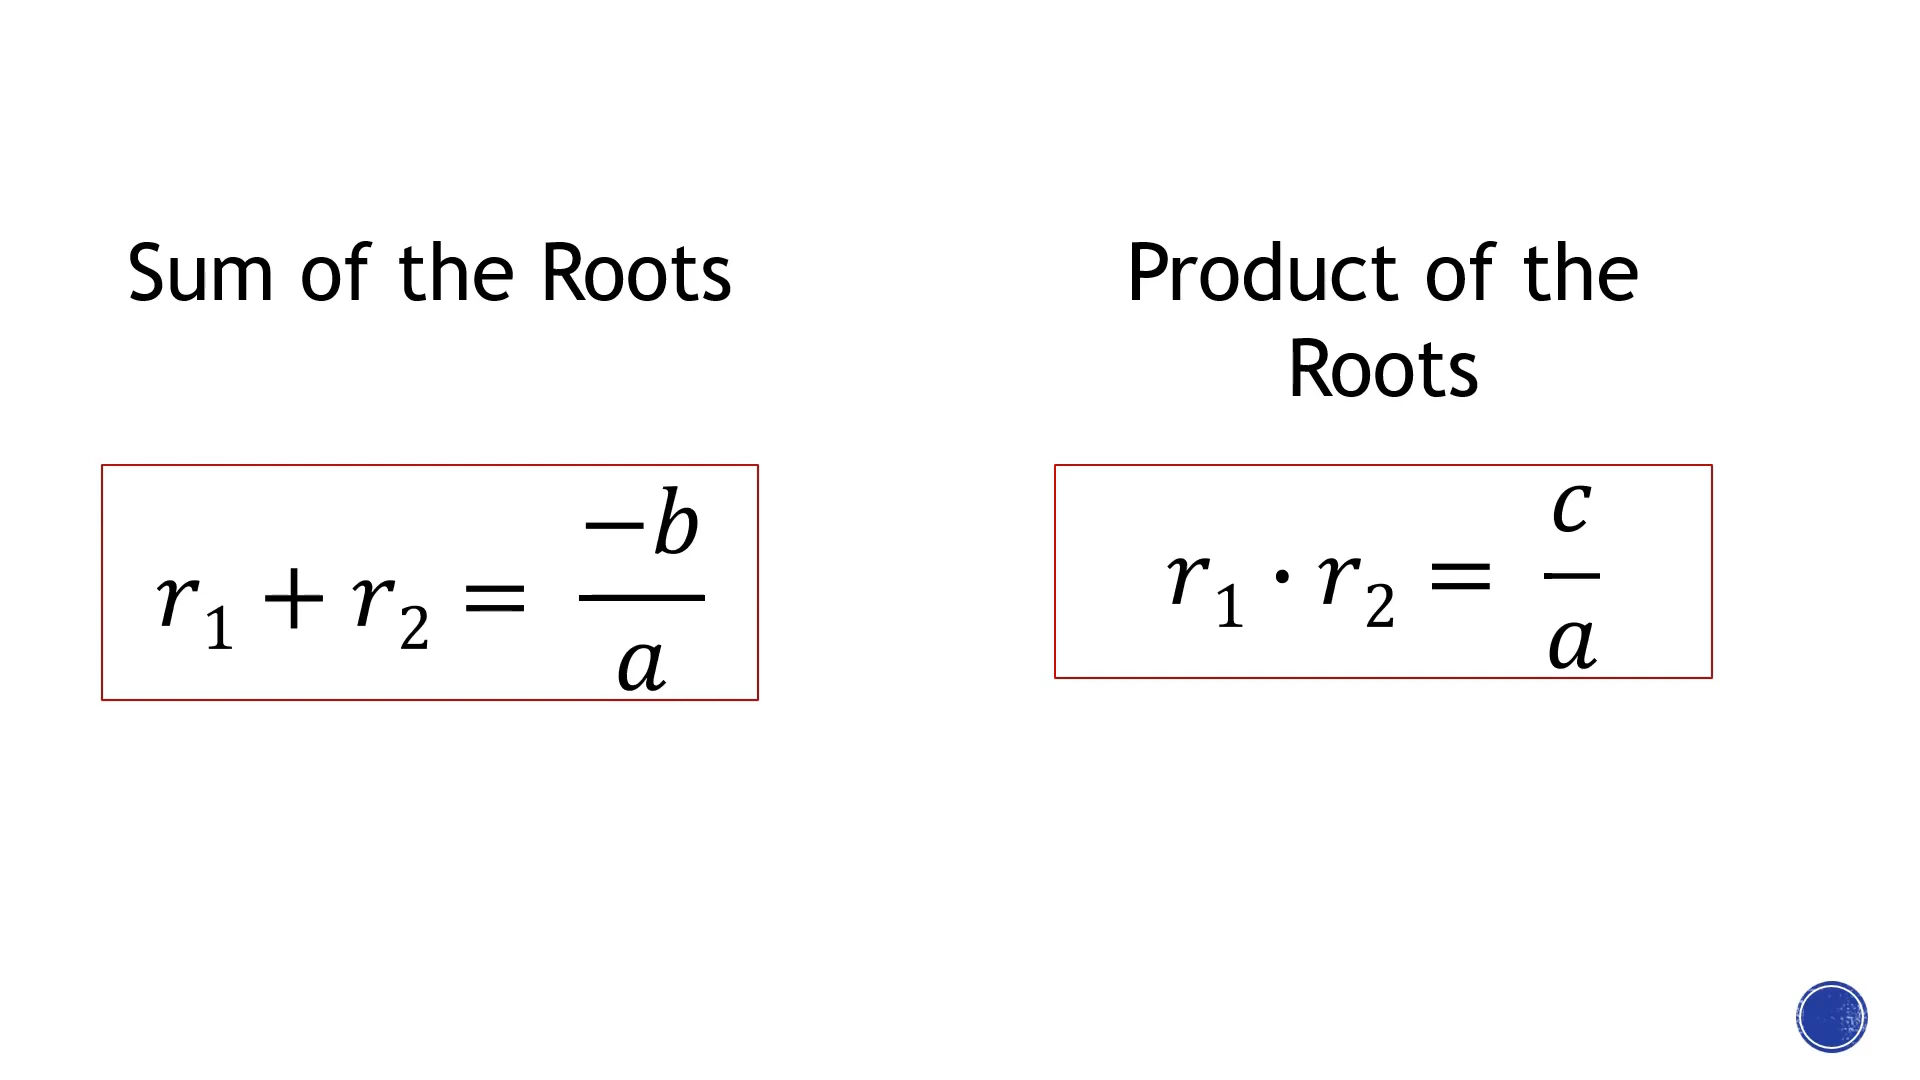 Sum of the Roots
r₁ + r₂ = −b/a
Product of the
Roots
r₁ · r₂ = c/a